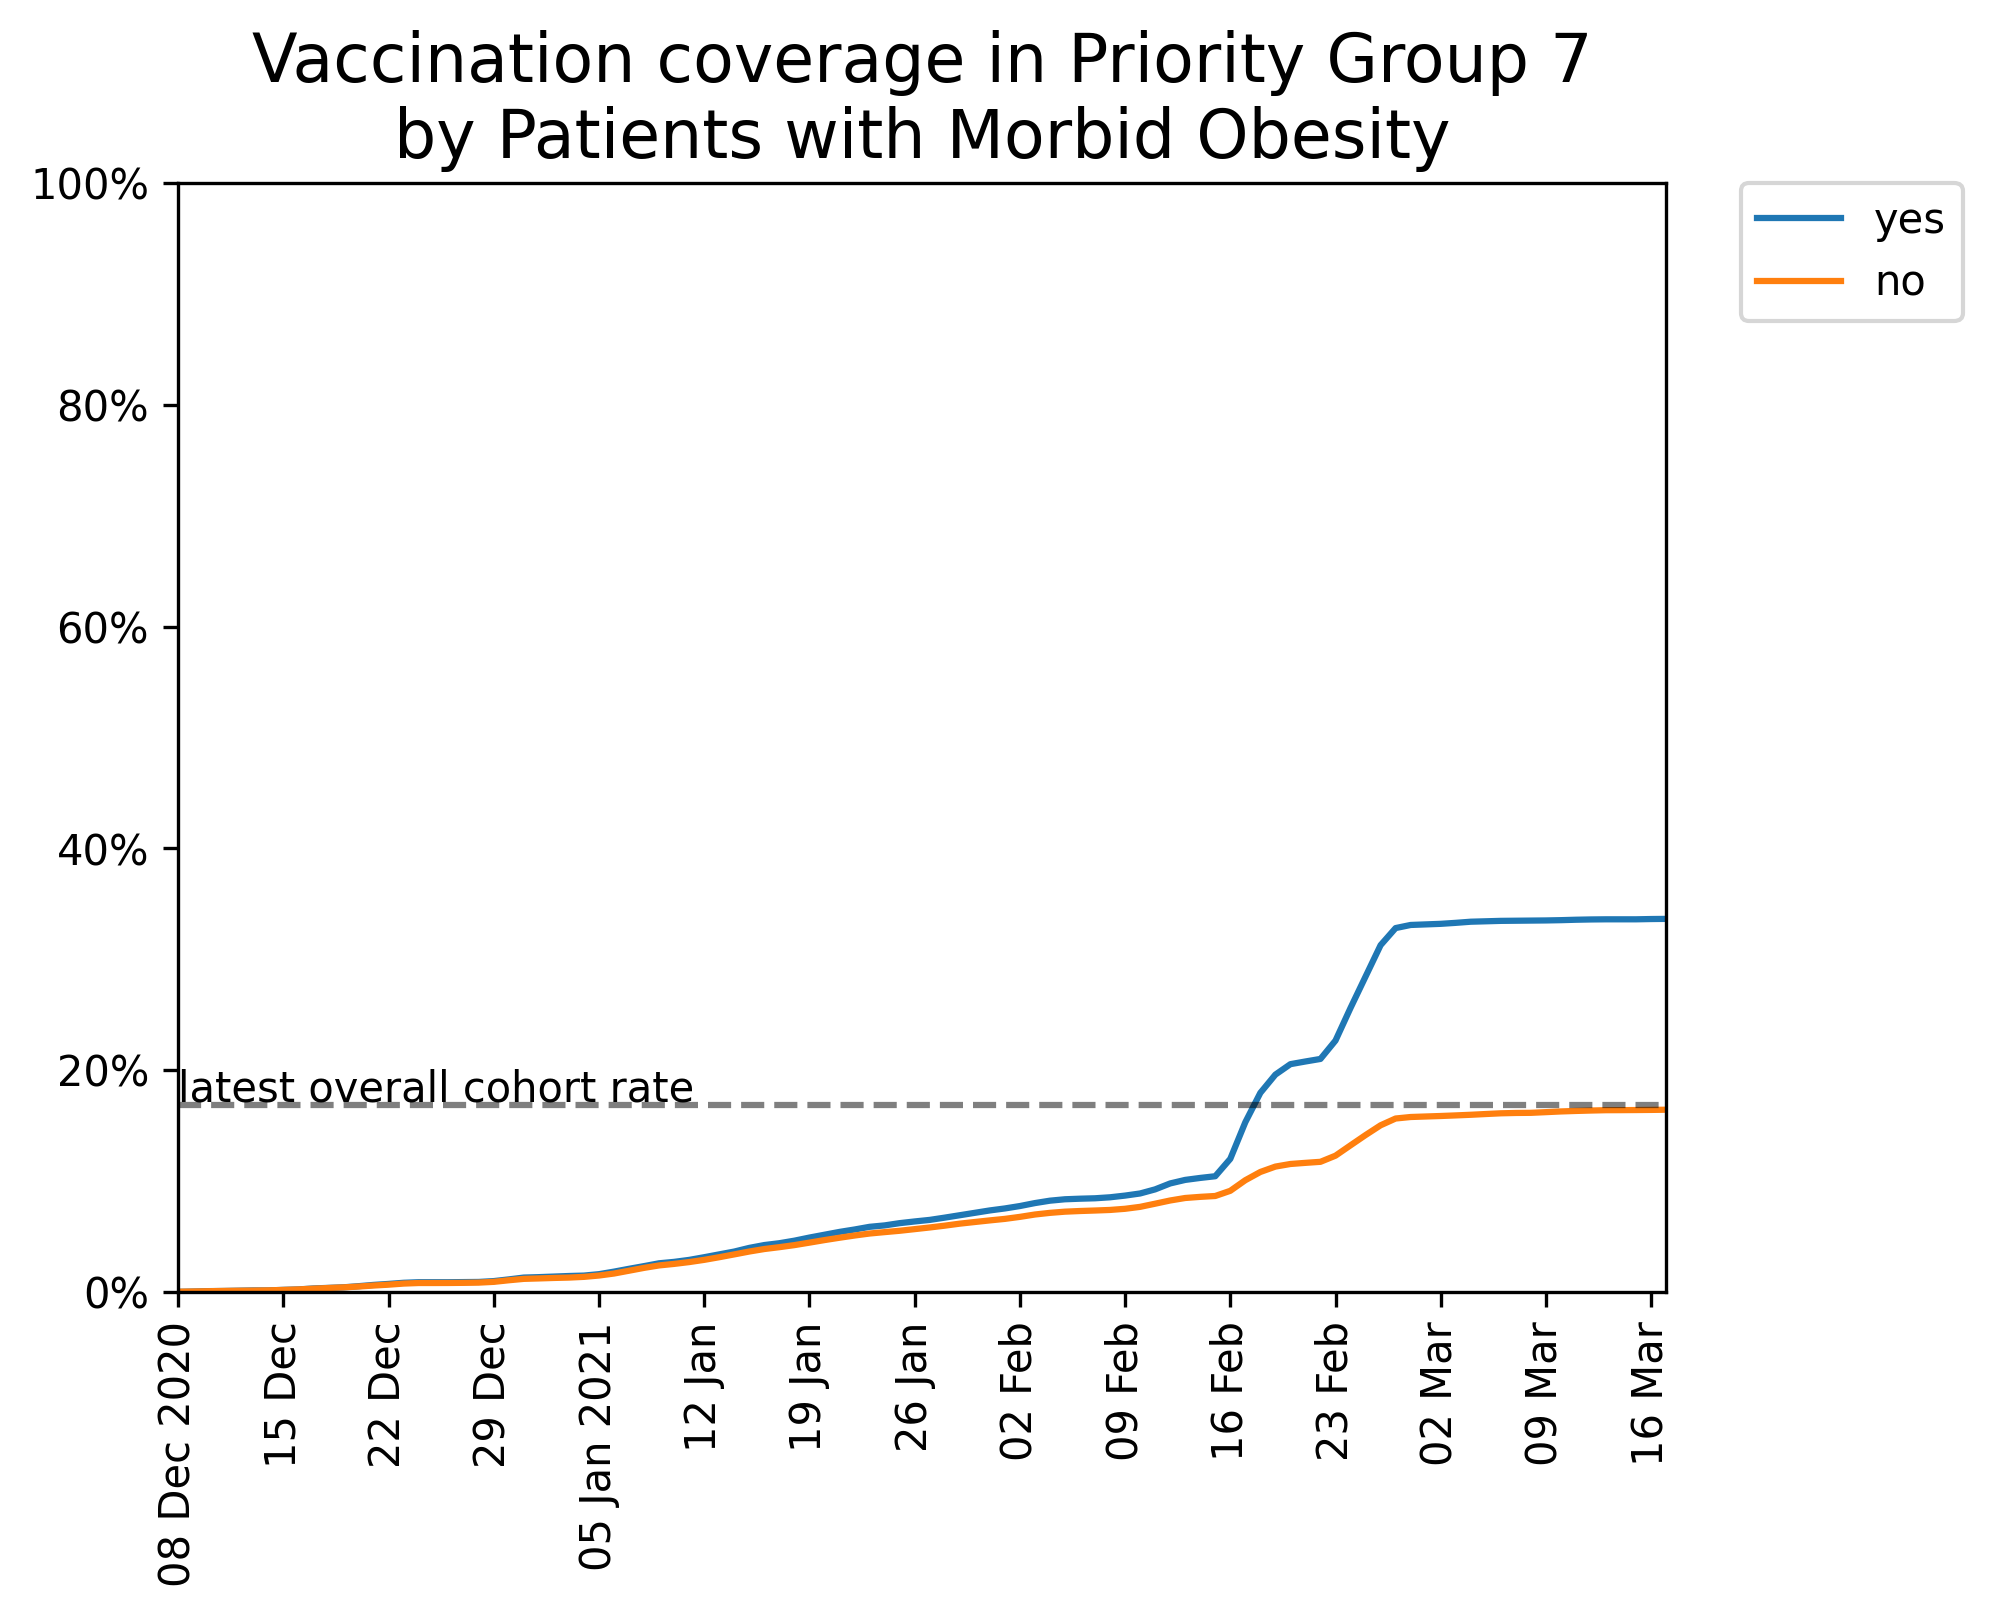 Vaccination coverage in Priority Group 7
by Patients with Morbid Obesity
100%
80%
60%
40%
20%
0%
latest overall cohort rate
yes
no
08 Dec 2020
15 Dec
22 Dec
29 Dec
05 Jan 2021
12 Jan
19 Jan
26 Jan
02 Feb
09 Feb
16 Feb
23 Feb
02 Mar
09 Mar
16 Mar